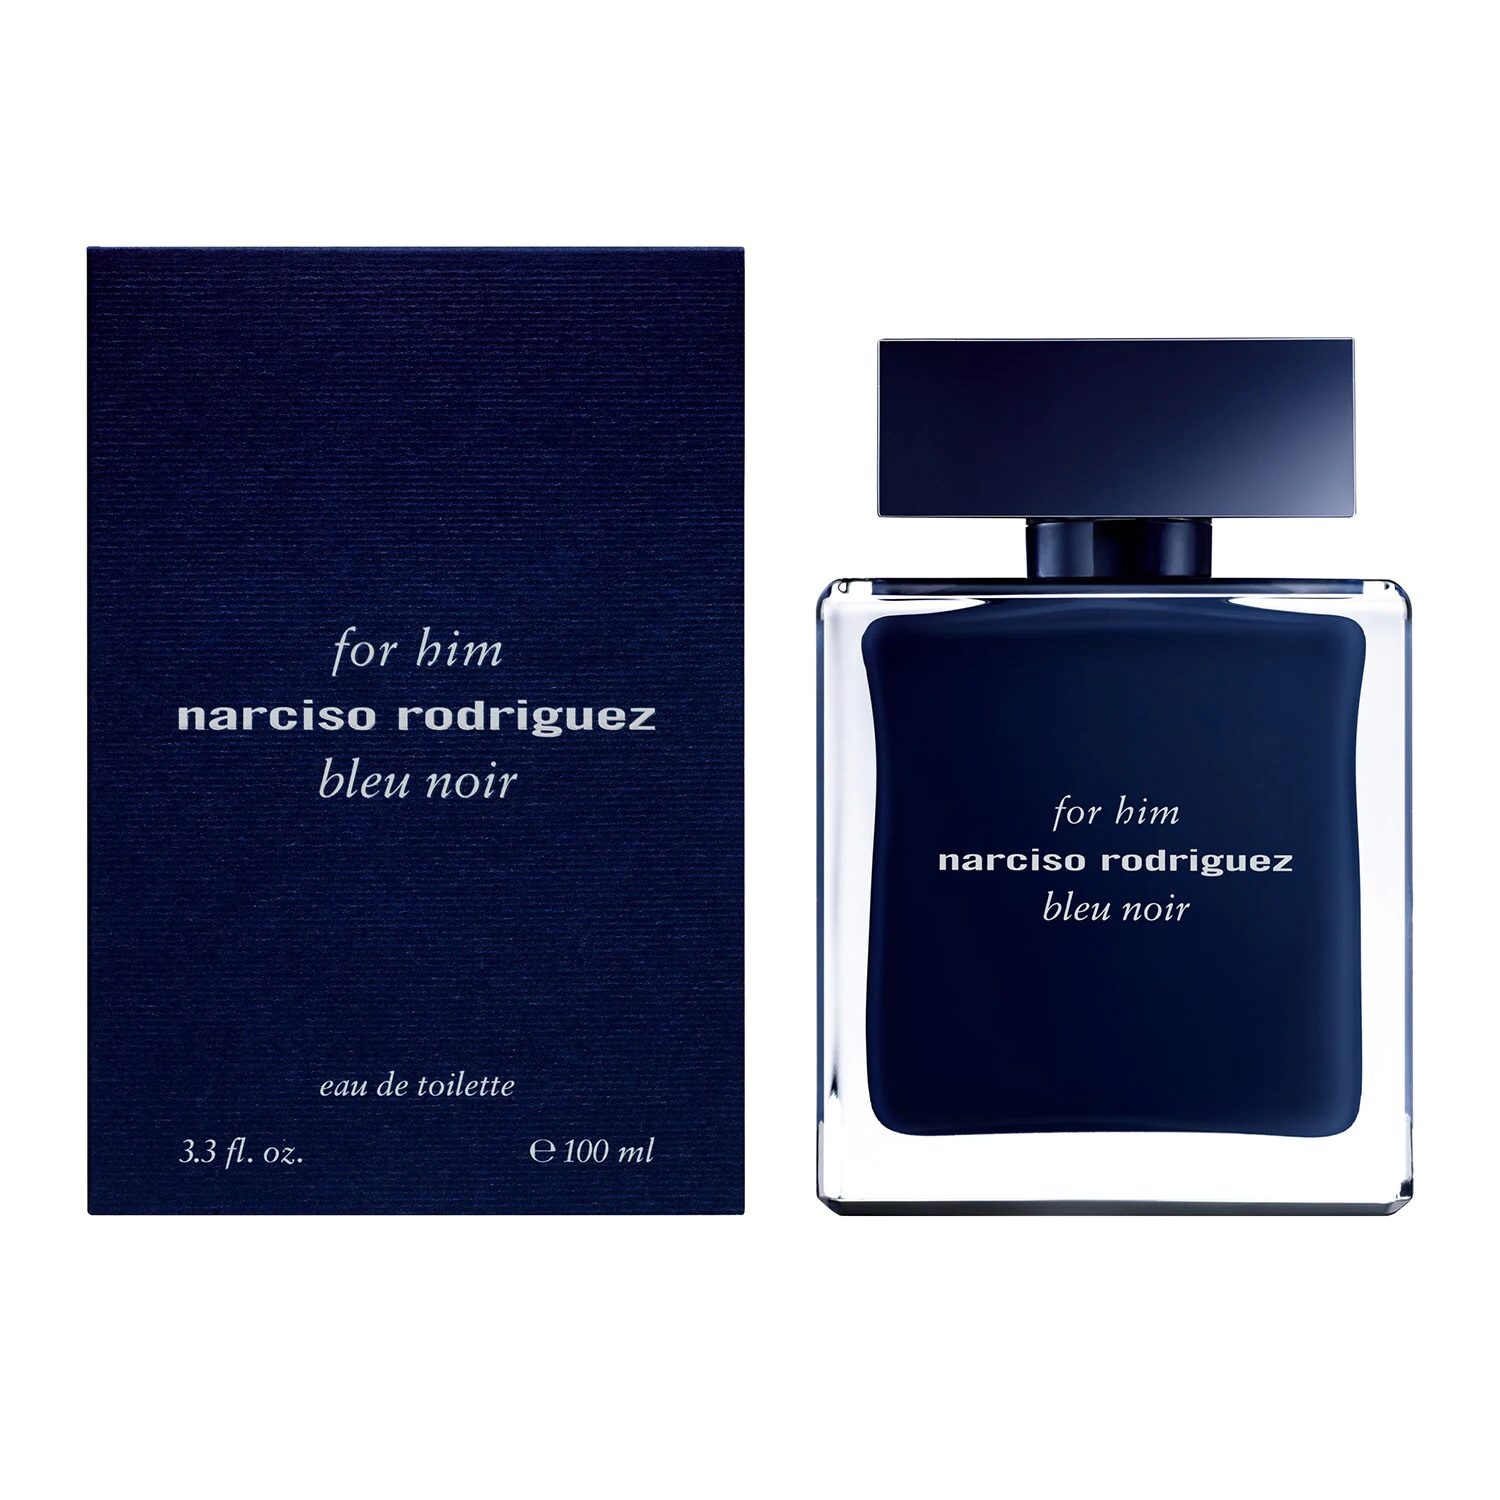 for him
narciso rodriguez
bleu noir
eau de toilette
3.3 fl. oz.
℮ 100 ml
for him
narciso rodriguez
bleu noir